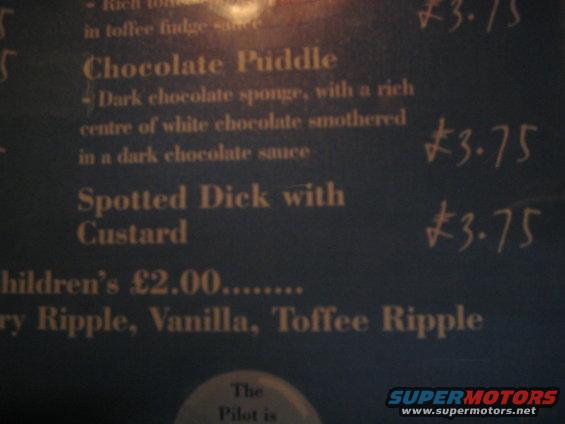 - Rich
in toffee fudge sauce
£3.75
Chocolate Puddle
- Dark chocolate sponge, with a rich
centre of white chocolate smothered
in a dark chocolate sauce
£3.75
Spotted Dick with
Custard
£3.75
hildren's £2.00........
ry Ripple, Vanilla, Toffee Ripple
The
Pilot is
SUPERMOTORS
www.supermotors.net